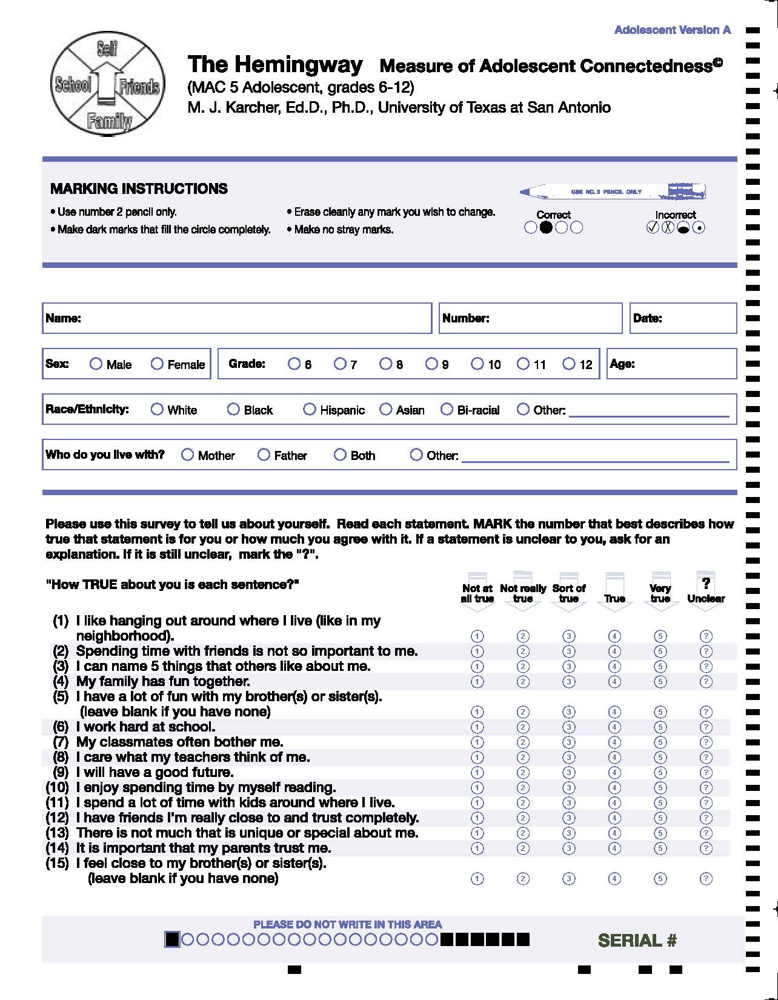 Adolescent Version A
Self
School
Friends
Family
The Hemingway Measure of Adolescent Connectedness©
(MAC 5 Adolescent, grades 6-12)
M. J. Karcher, Ed.D., Ph.D., University of Texas at San Antonio
MARKING INSTRUCTIONS
• Use number 2 pencil only.
• Make dark marks that fill the circle completely.
• Erase cleanly any mark you wish to change.
• Make no stray marks.
USE NO. 2 PENCIL ONLY
Correct
Incorrect
Name:
Number:
Date:
Sex: Male Female
Grade: 6 7 8 9 10 11 12
Age:
Race/Ethnicity: White Black Hispanic Asian Bi-racial Other:
Who do you live with? Mother Father Both Other:
Please use this survey to tell us about yourself. Read each statement. MARK the number that best describes how
true that statement is for you or how much you agree with it. If a statement is unclear to you, ask for an
explanation. If it is still unclear, mark the "?".
"How TRUE about you is each sentence?"
Not at all true
Not really true
Sort of true
True
Very true
? Unclear
(1) I like hanging out around where I live (like in my
neighborhood). 1 2 3 4 5 ?
(2) Spending time with friends is not so important to me. 1 2 3 4 5 ?
(3) I can name 5 things that others like about me. 1 2 3 4 5 ?
(4) My family has fun together. 1 2 3 4 5 ?
(5) I have a lot of fun with my brother(s) or sister(s).
(leave blank if you have none) 1 2 3 4 5 ?
(6) I work hard at school. 1 2 3 4 5 ?
(7) My classmates often bother me. 1 2 3 4 5 ?
(8) I care what my teachers think of me. 1 2 3 4 5 ?
(9) I will have a good future. 1 2 3 4 5 ?
(10) I enjoy spending time by myself reading. 1 2 3 4 5 ?
(11) I spend a lot of time with kids around where I live. 1 2 3 4 5 ?
(12) I have friends I'm really close to and trust completely. 1 2 3 4 5 ?
(13) There is not much that is unique or special about me. 1 2 3 4 5 ?
(14) It is important that my parents trust me. 1 2 3 4 5 ?
(15) I feel close to my brother(s) or sister(s).
(leave blank if you have none) 1 2 3 4 5 ?
PLEASE DO NOT WRITE IN THIS AREA
SERIAL #